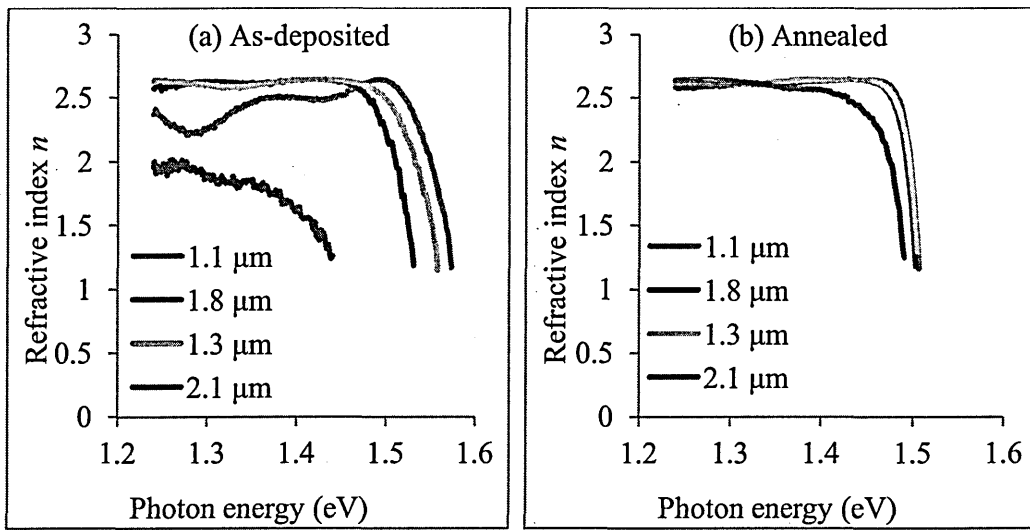 (a) As-deposited
3
2.5
2
1.5
1
0.5
0
Refractive index n
1.1 μm
1.8 μm
1.3 μm
2.1 μm
1.2 1.3 1.4 1.5 1.6
Photon energy (eV)
(b) Annealed
3
2.5
2
1.5
1
0.5
0
Refractive index n
1.1 μm
1.8 μm
1.3 μm
2.1 μm
1.2 1.3 1.4 1.5 1.6
Photon energy (eV)